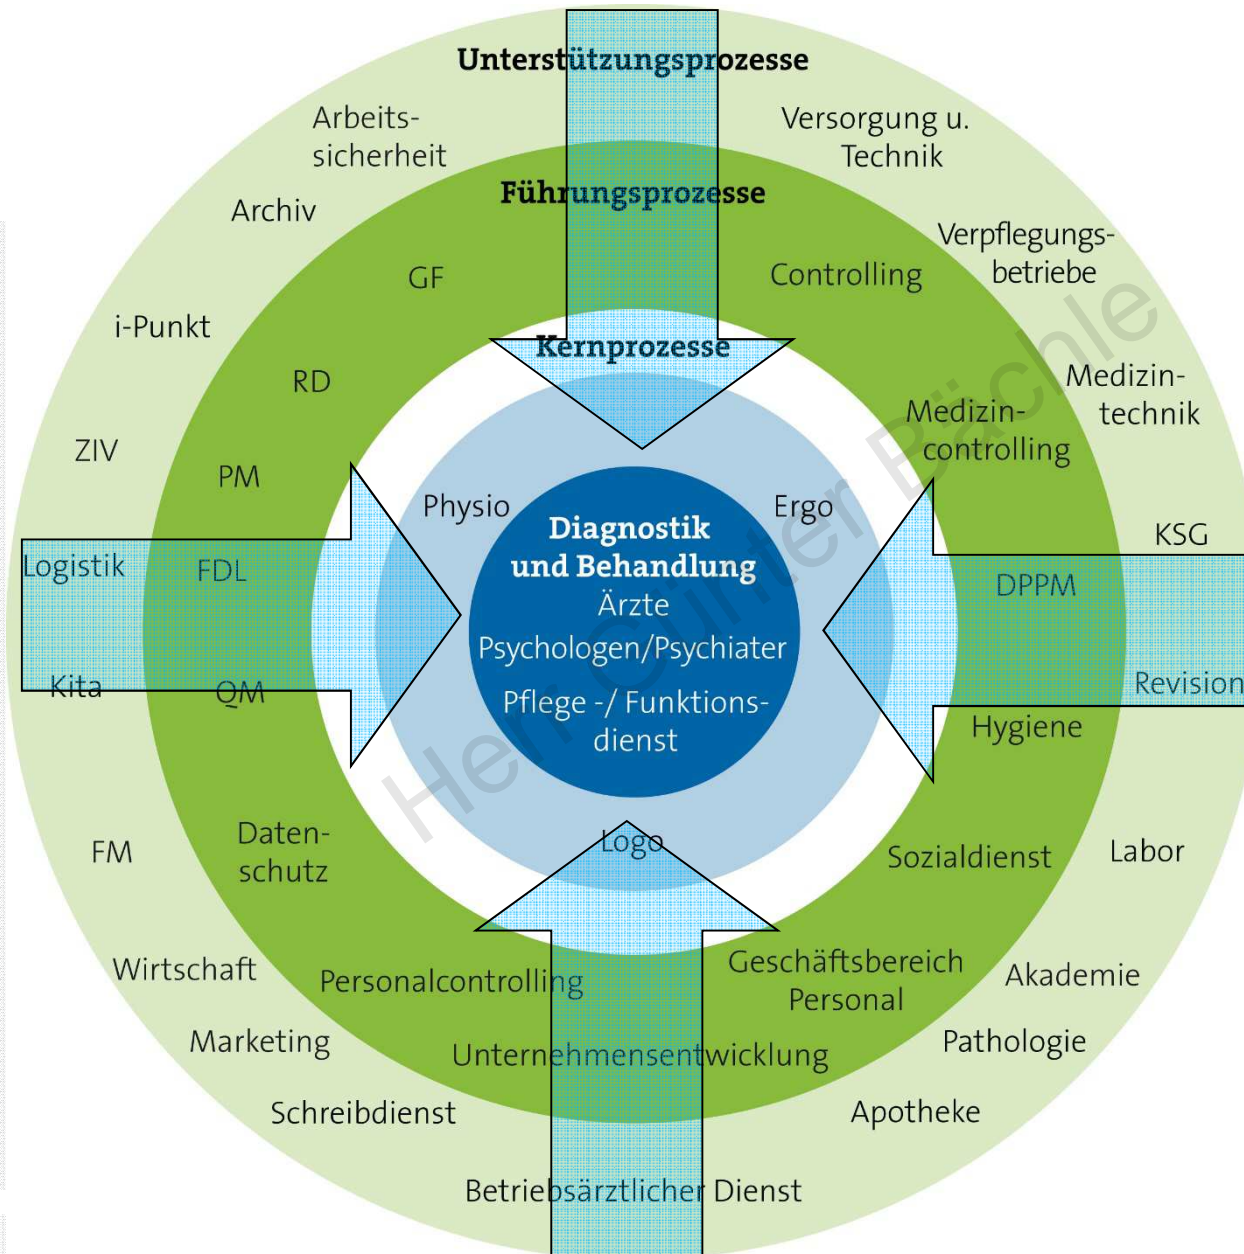 Unterstützungsprozesse
Arbeits-
sicherheit
Versorgung u.
Technik
Archiv
Verpflegungs-
betriebe
i-Punkt
Medizin-
technik
ZIV
KSG
Logistik
Revision
Kita
FM
Labor
Wirtschaft
Akademie
Marketing
Pathologie
Schreibdienst
Apotheke
Betriebsärztlicher Dienst
Führungsprozesse
GF
Controlling
RD
Medizin-
controlling
PM
FDL
DPPM
QM
Hygiene
Daten-
schutz
Sozialdienst
Personalcontrolling
Geschäftsbereich
Personal
Unternehmensentwicklung
Kernprozesse
Physio
Ergo
Logo
Diagnostik
und Behandlung
Ärzte
Psychologen/Psychiater
Pflege -/ Funktions-
dienst
Herr Günter Bächle